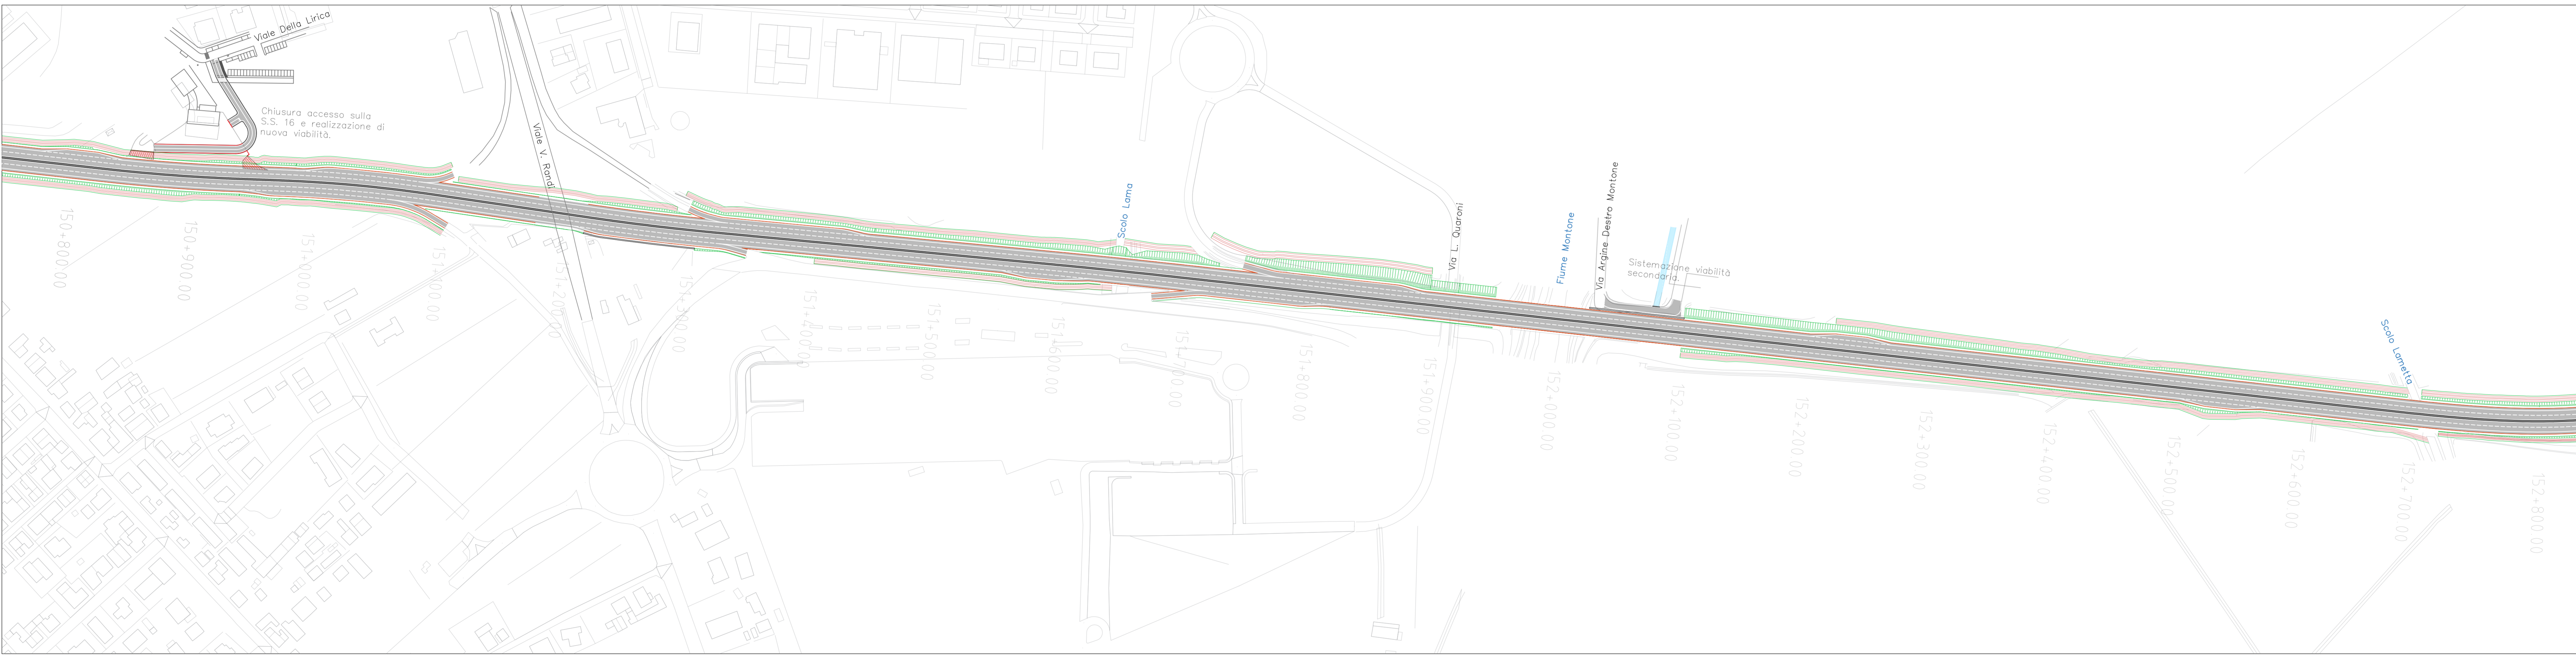 Viale Della Lirica
Chiusura accesso sulla
S.S. 16 e realizzazione di
nuova viabilità.
Viale V. Randi
Scolo Lama
Via L. Quaroni
Fiume Montone
Via Argine Destro Montone
Sistemazione viabilità
secondaria.
Scolo Lametta
150+800.00
150+900.00
151+000.00
151+100.00
151+200.00
151+300.00
151+400.00
151+500.00
151+600.00
151+700.00
151+800.00
151+900.00
152+000.00
152+100.00
152+200.00
152+300.00
152+400.00
152+500.00
152+600.00
152+700.00
152+800.00